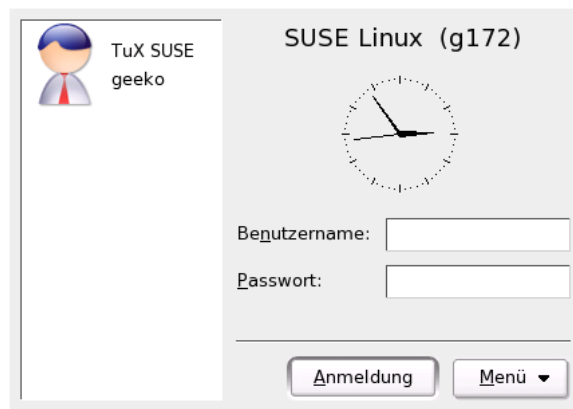 TuX SUSE
geeko
SUSE Linux (g172)
Benutzername:
Passwort:
Anmeldung
Menü